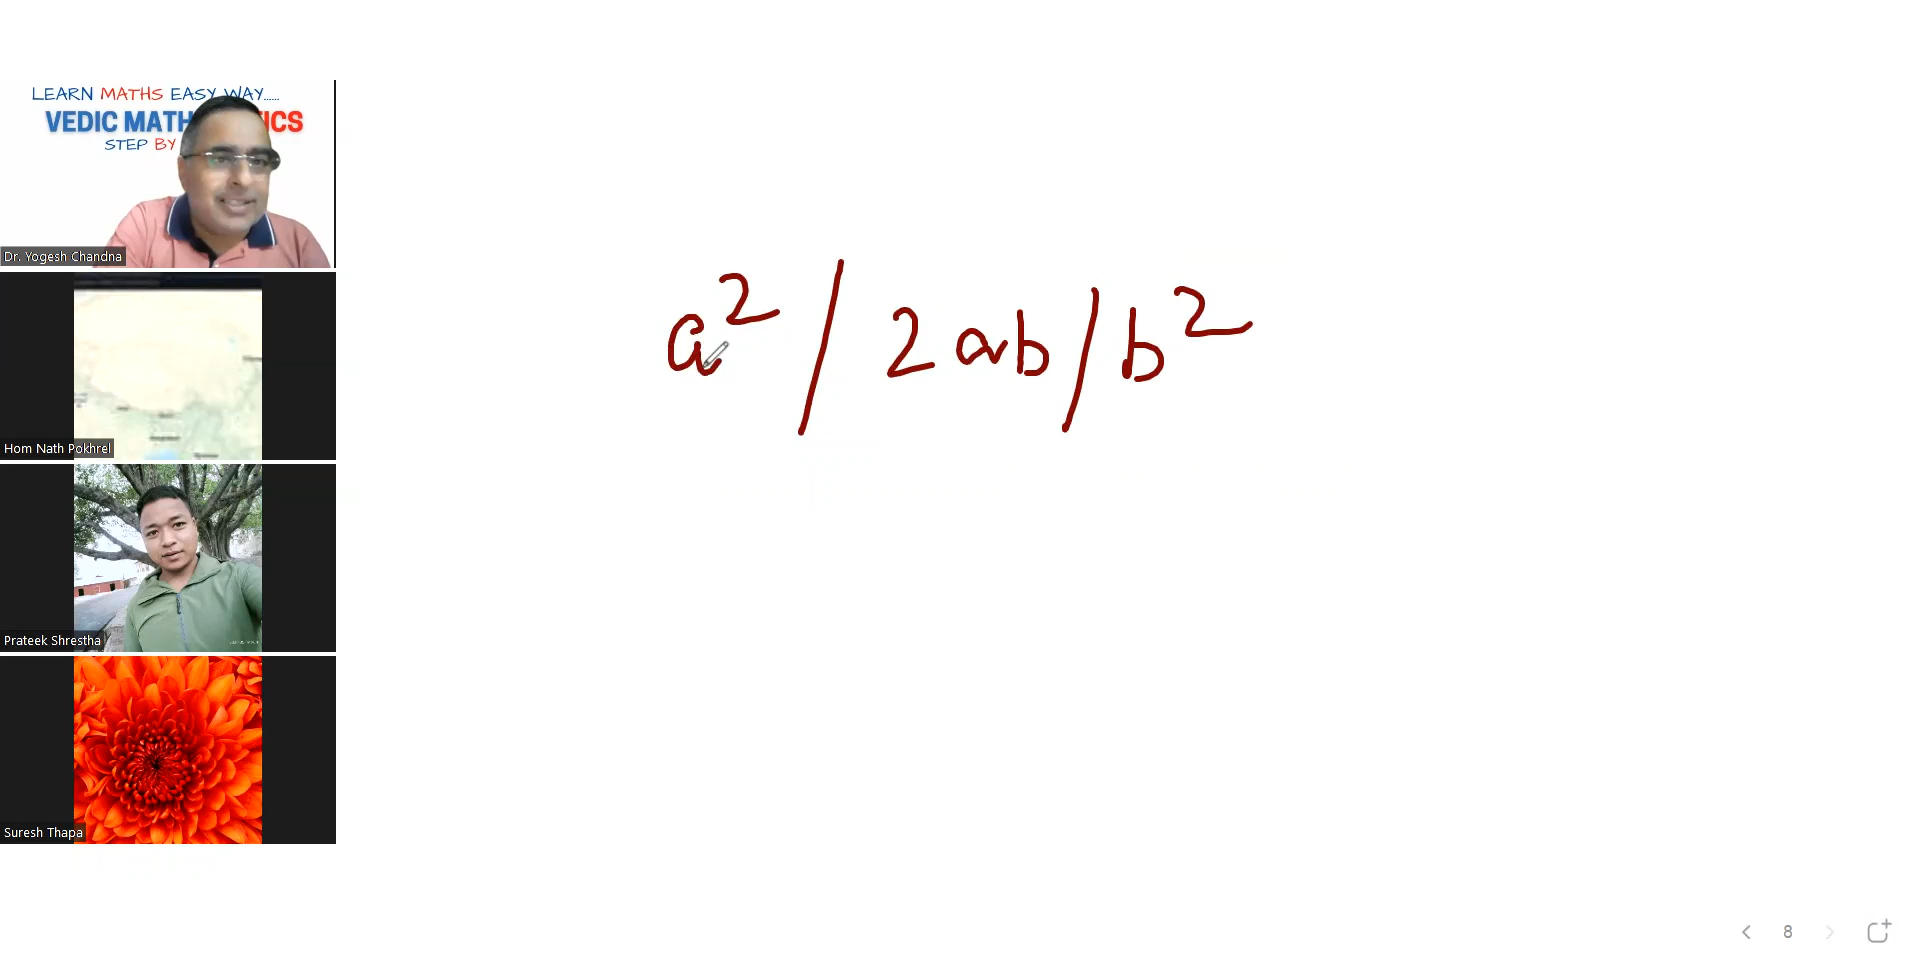 LEARN MATHS EASY WAY......
VEDIC MATH ICS
STEP BY
Dr. Yogesh Chandna
Hom Nath Pokhrel
Prateek Shrestha
Suresh Thapa
a² / 2ab / b²
8